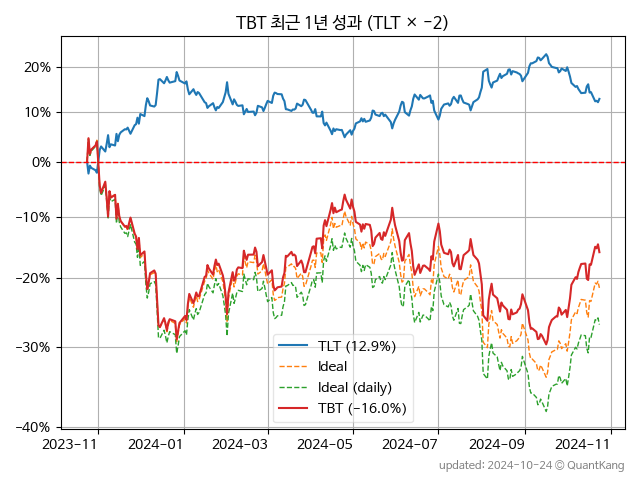 TBT 최근 1년 성과 (TLT × −2)
20%
10%
0%
−10%
−20%
−30%
−40%
TLT (12.9%)
Ideal
Ideal (daily)
TBT (−16.0%)
2023−11
2024−01
2024−03
2024−05
2024−07
2024−09
2024−11
updated: 2024-10-24 © QuantKang